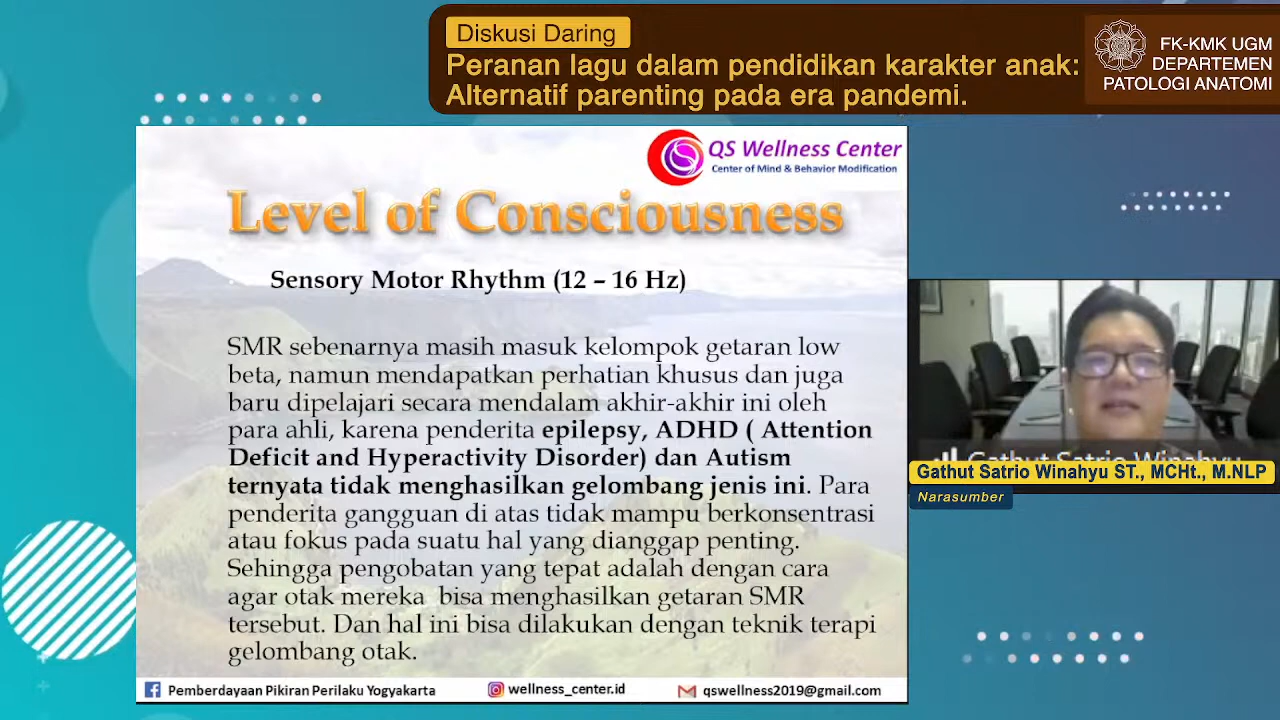 Diskusi Daring
Peranan lagu dalam pendidikan karakter anak:
Alternatif parenting pada era pandemi.
FK-KMK UGM
DEPARTEMEN
PATOLOGI ANATOMI
QS Wellness Center
Center of Mind & Behavior Modification
Level of Consciousness
Sensory Motor Rhythm (12 – 16 Hz)
SMR sebenarnya masih masuk kelompok getaran low
beta, namun mendapatkan perhatian khusus dan juga
baru dipelajari secara mendalam akhir-akhir ini oleh
para ahli, karena penderita epilepsy, ADHD ( Attention
Deficit and Hyperactivity Disorder) dan Autism
ternyata tidak menghasilkan gelombang jenis ini. Para
penderita gangguan di atas tidak mampu berkonsentrasi
atau fokus pada suatu hal yang dianggap penting.
Sehingga pengobatan yang tepat adalah dengan cara
agar otak mereka bisa menghasilkan getaran SMR
tersebut. Dan hal ini bisa dilakukan dengan teknik terapi
gelombang otak.
Pemberdayaan Pikiran Perilaku Yogyakarta
wellness_center.id
qswellness2019@gmail.com
Gathut Satrio Winahyu
Gathut Satrio Winahyu ST., MCHt., M.NLP
Narasumber